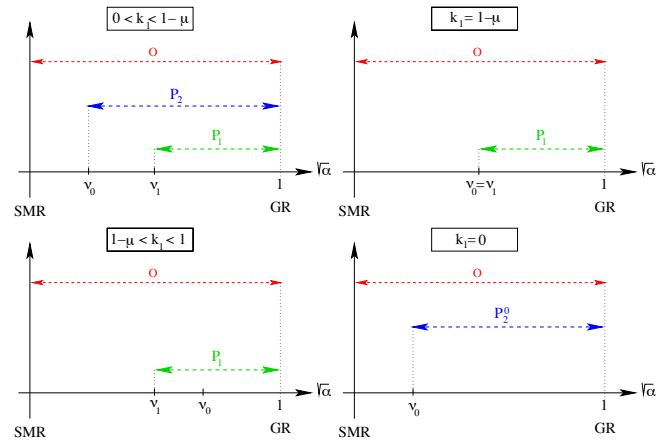 0 < k₁ < 1−μ
O
P₂
P₁
ν₀ ν₁ 1 √α
SMR GR
k₁ = 1−μ
O
P₁
ν₀=ν₁ 1 √α
SMR GR
1−μ < k₁ < 1
O
P₁
ν₁ ν₀ 1 √α
SMR GR
k₁=0
O
P₂⁰
ν₀ 1 √α
SMR GR